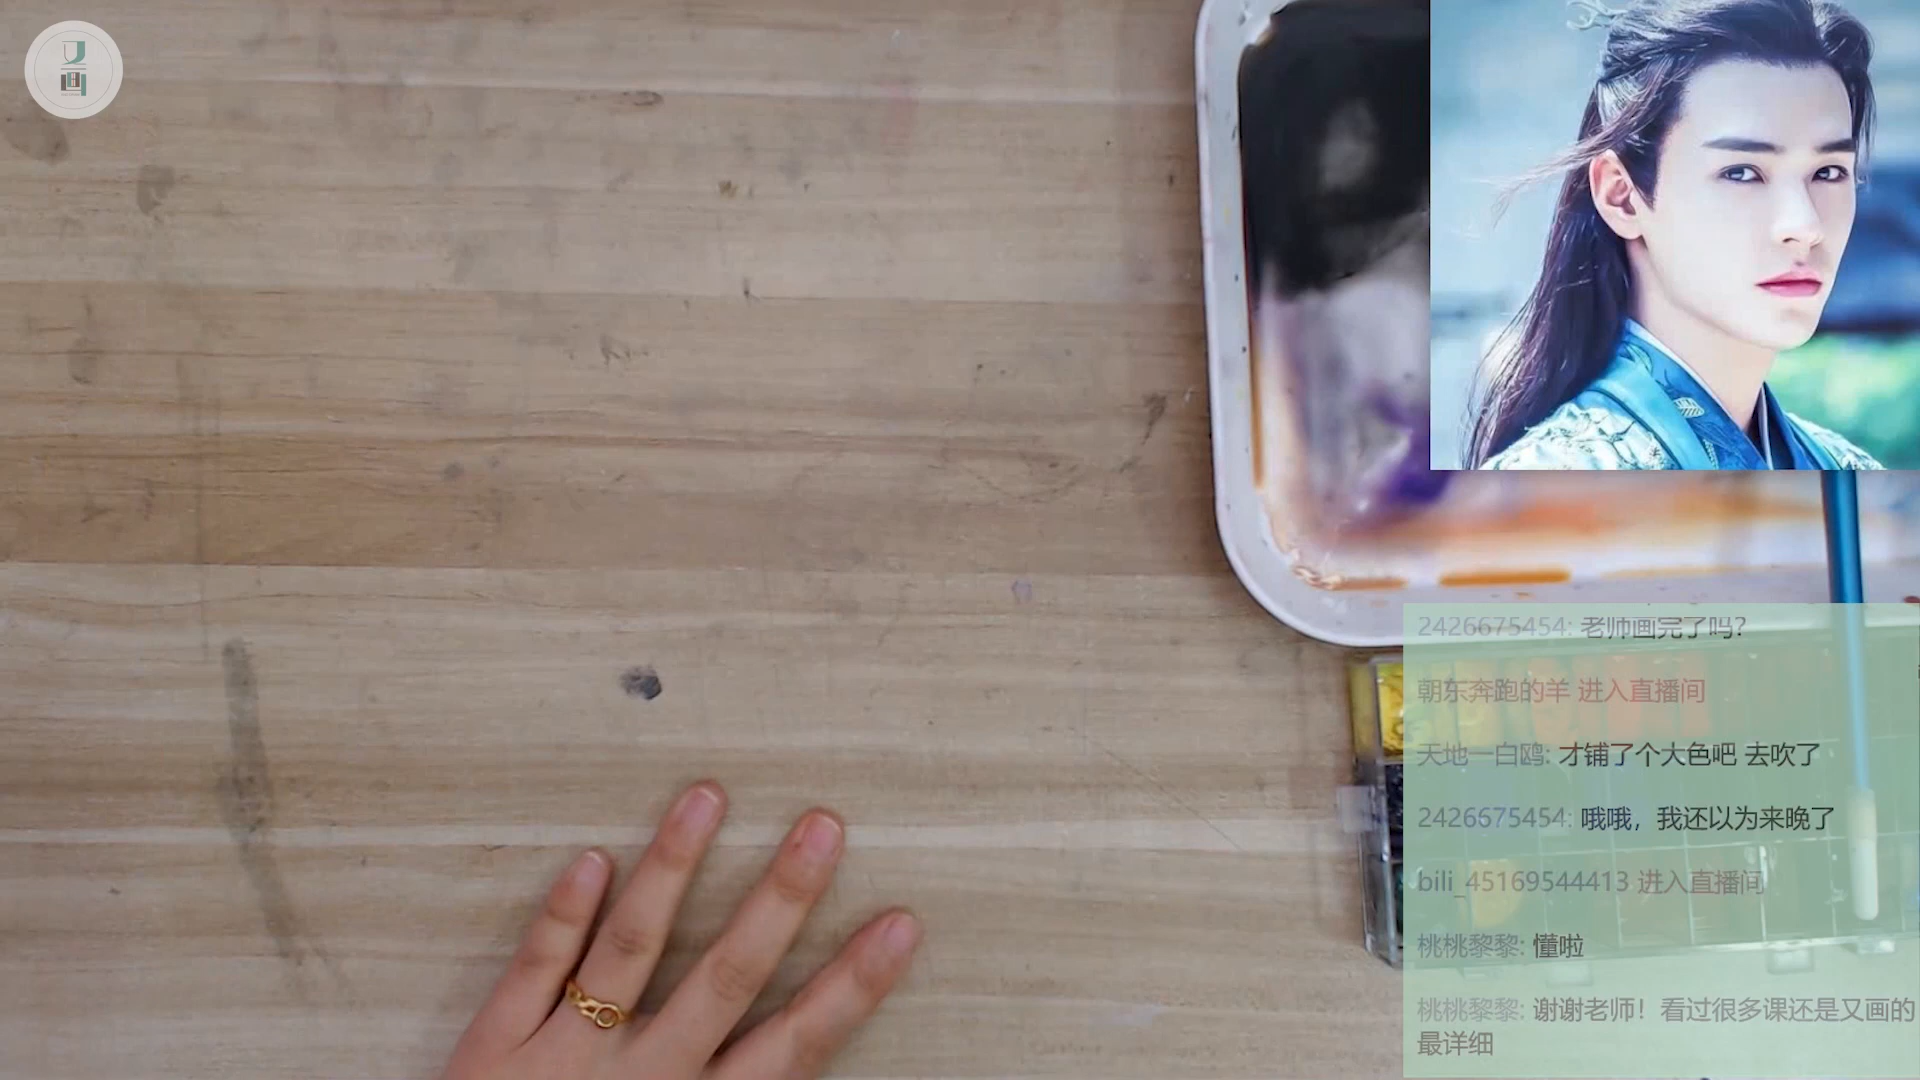 又
画
2426675454: 老师画完了吗？
朝东奔跑的羊 进入直播间
天地一白鸥: 才铺了个大色吧 去吹了
2426675454: 哦哦，我还以为来晚了
bili_45169544413 进入直播间
桃桃黎黎: 懂啦
桃桃黎黎: 谢谢老师！看过很多课还是又画的
最详细